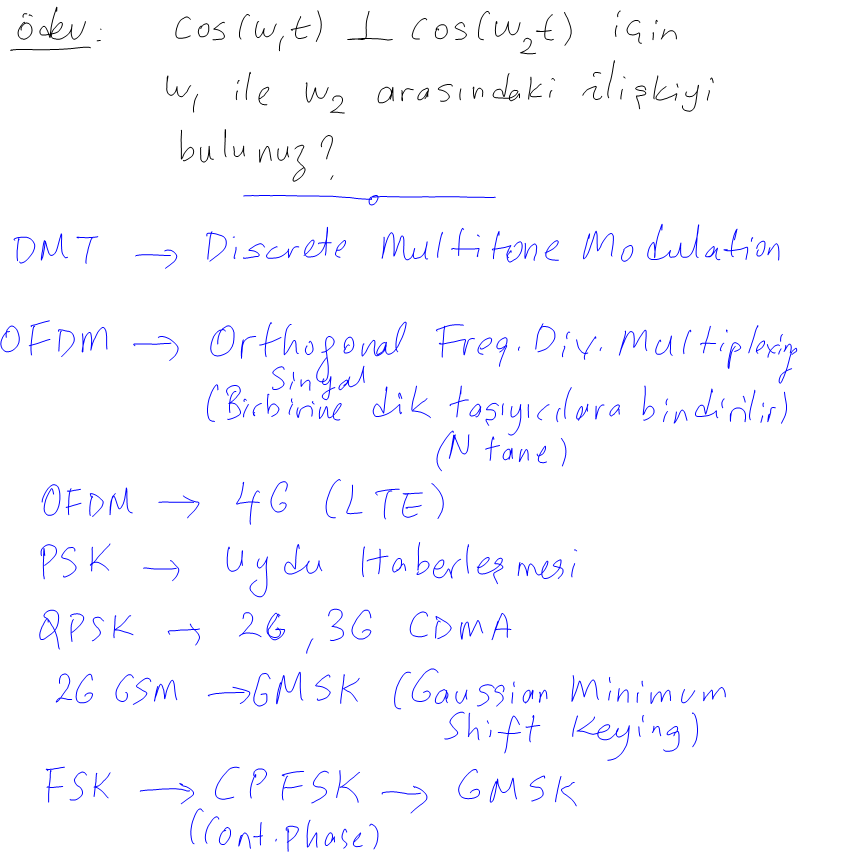 ödev: cos(w₁t) ⊥ cos(w₂t) için
w₁ ile w₂ arasındaki ilişkiyi
bulunuz?
DMT → Discrete Multitone Modulation
OFDM → Orthogonal Freq. Div. Multiplexing
Sinyal
(Birbirine dik taşıyıcılara bindirilir)
(N tane)
OFDM → 4G (LTE)
PSK → Uydu Haberleşmesi
QPSK → 2G, 3G CDMA
2G GSM → GMSK (Gaussian Minimum
Shift Keying)
FSK → CPFSK → GMSK
(Cont. phase)